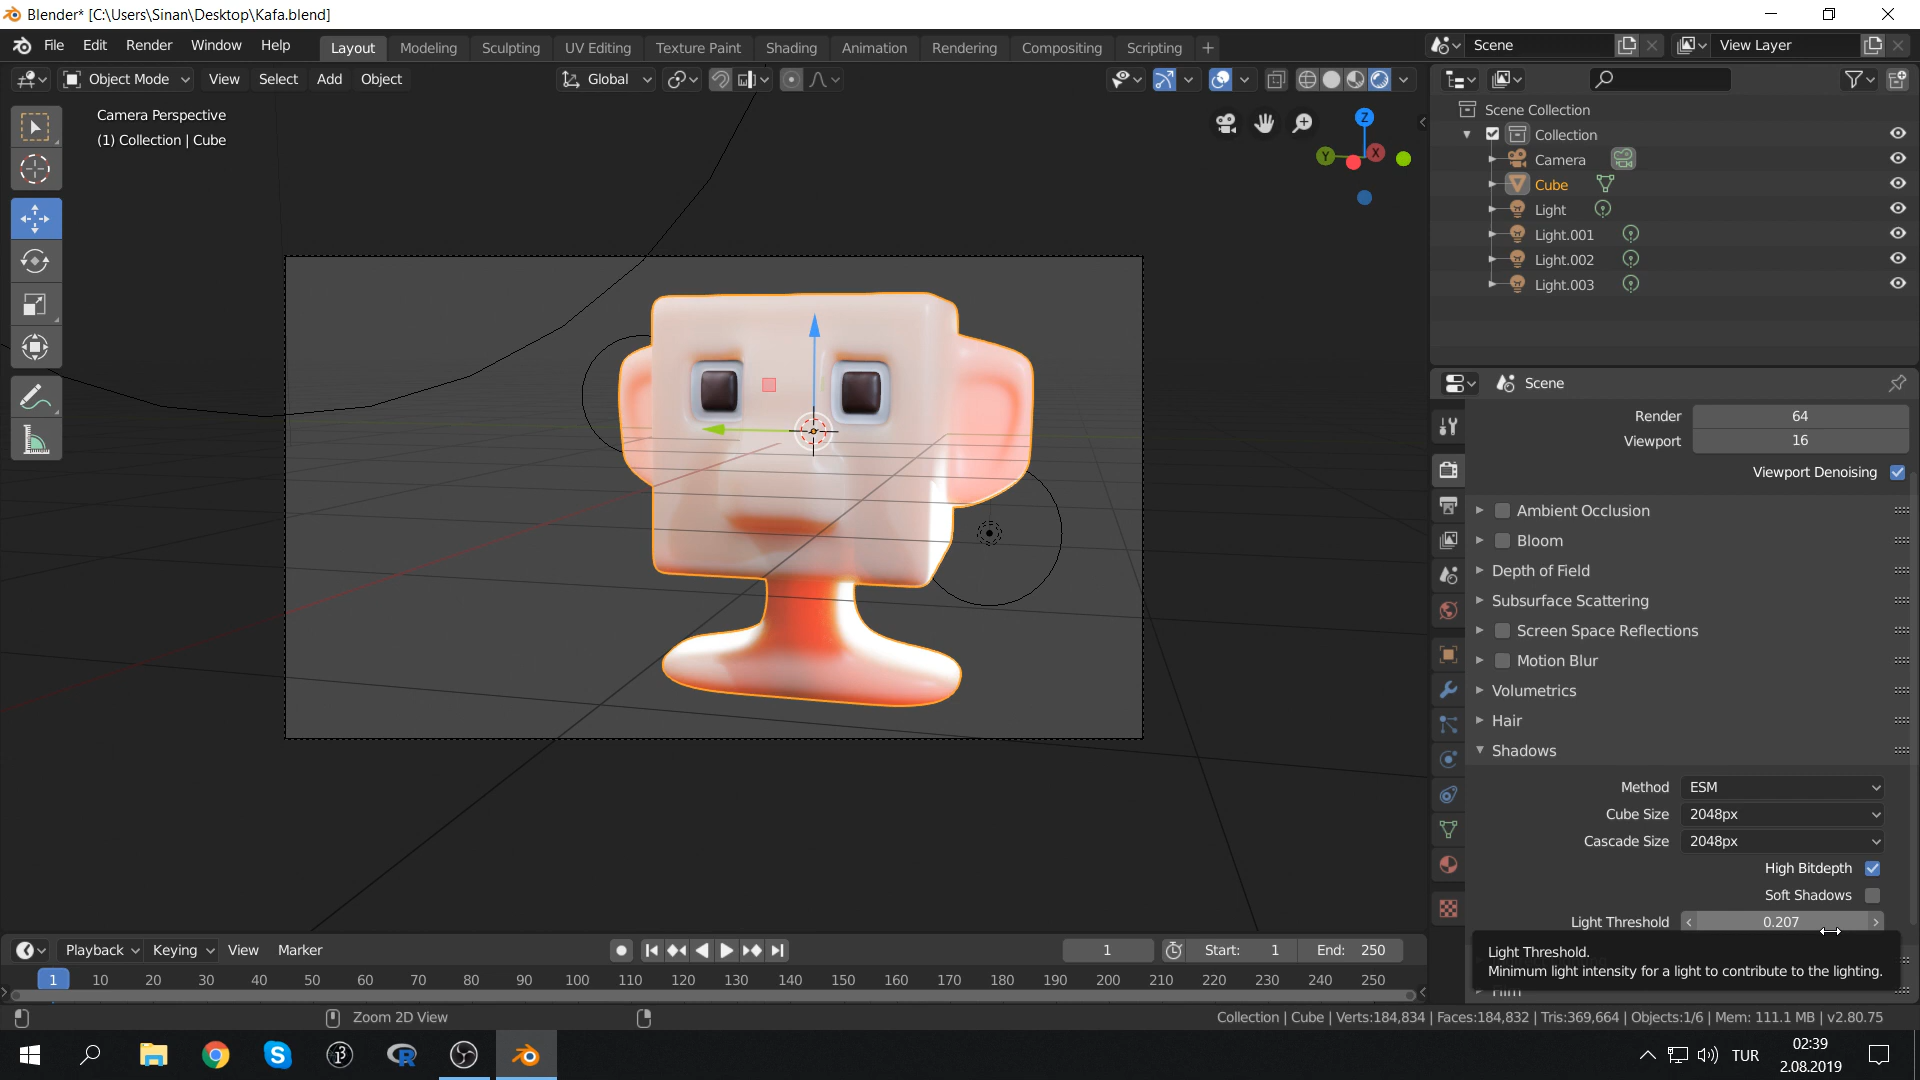 Blender* [C:\Users\Sinan\Desktop\Kafa.blend]
File Edit Render Window Help
Layout Modeling Sculpting UV Editing Texture Paint Shading Animation Rendering Compositing Scripting +
Scene
View Layer
Object Mode View Select Add Object
Global
Camera Perspective
(1) Collection | Cube
Z
Y
X
Scene Collection
Collection
Camera
Cube
Light
Light.001
Light.002
Light.003
Scene
Render 64
Viewport 16
Viewport Denoising
Ambient Occlusion
Bloom
Depth of Field
Subsurface Scattering
Screen Space Reflections
Motion Blur
Volumetrics
Hair
Shadows
Method ESM
Cube Size 2048px
Cascade Size 2048px
High Bitdepth
Soft Shadows
Light Threshold 0.207
Light Threshold.
Minimum light intensity for a light to contribute to the lighting.
Film
Playback Keying View Marker
1
Start: 1
End: 250
1 10 20 30 40 50 60 70 80 90 100 110 120 130 140 150 160 170 180 190 200 210 220 230 240 250
Zoom 2D View
Collection | Cube | Verts:184,834 | Faces:184,832 | Tris:369,664 | Objects:1/6 | Mem: 111.1 MB | v2.80.75
TUR
02:39
2.08.2019